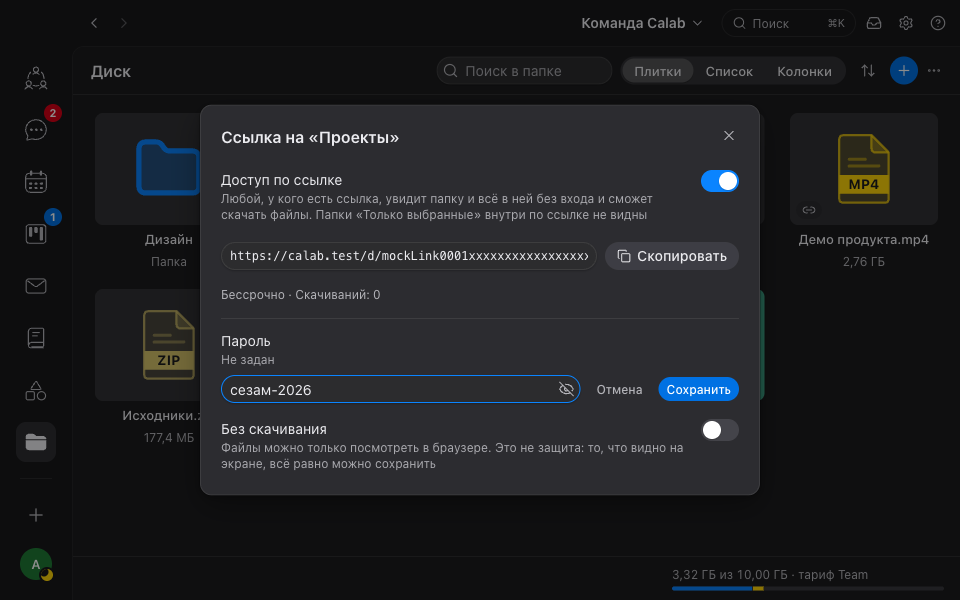 Команда Calab
Поиск
⌘K
Диск
Поиск в папке
Плитки
Список
Колонки
2
1
Ссылка на «Проекты»
Доступ по ссылке
Любой, у кого есть ссылка, увидит папку и всё в ней без входа и сможет
скачать файлы. Папки «Только выбранные» внутри по ссылке не видны
https://calab.test/d/mockLink0001xxxxxxxxxxxxxxxxx
Скопировать
Бессрочно · Скачиваний: 0
Пароль
Не задан
сезам-2026
Отмена
Сохранить
Без скачивания
Файлы можно только посмотреть в браузере. Это не защита: то, что видно на
экране, всё равно можно сохранить
Дизайн
Папка
MP4
Демо продукта.mp4
2,76 ГБ
ZIP
Исходники.z
177,4 МБ
A
3,32 ГБ из 10,00 ГБ · тариф Team